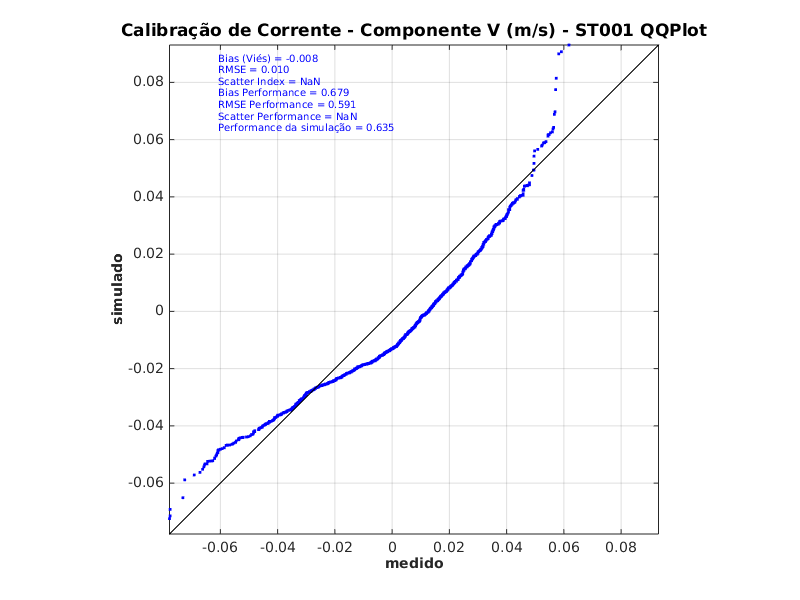 Calibração de Corrente - Componente V (m/s) - ST001 QQPlot
Bias (Viés) = -0.008
RMSE = 0.010
Scatter Index = NaN
Bias Performance = 0.679
RMSE Performance = 0.591
Scatter Performance = NaN
Performance da simulação = 0.635
0.08
0.06
0.04
0.02
0
-0.02
-0.04
-0.06
simulado
-0.06 -0.04 -0.02 0 0.02 0.04 0.06 0.08
medido